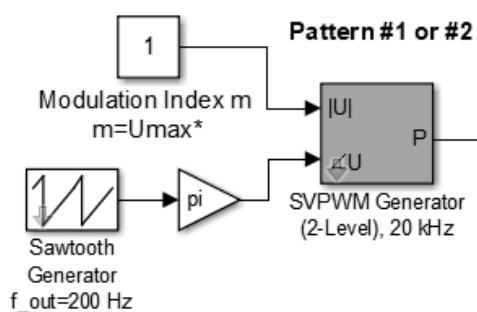 Pattern #1 or #2
1
Modulation Index m
m=Umax*
|U|
∠U
P
pi
SVPWM Generator
(2-Level), 20 kHz
Sawtooth
Generator
f_out=200 Hz